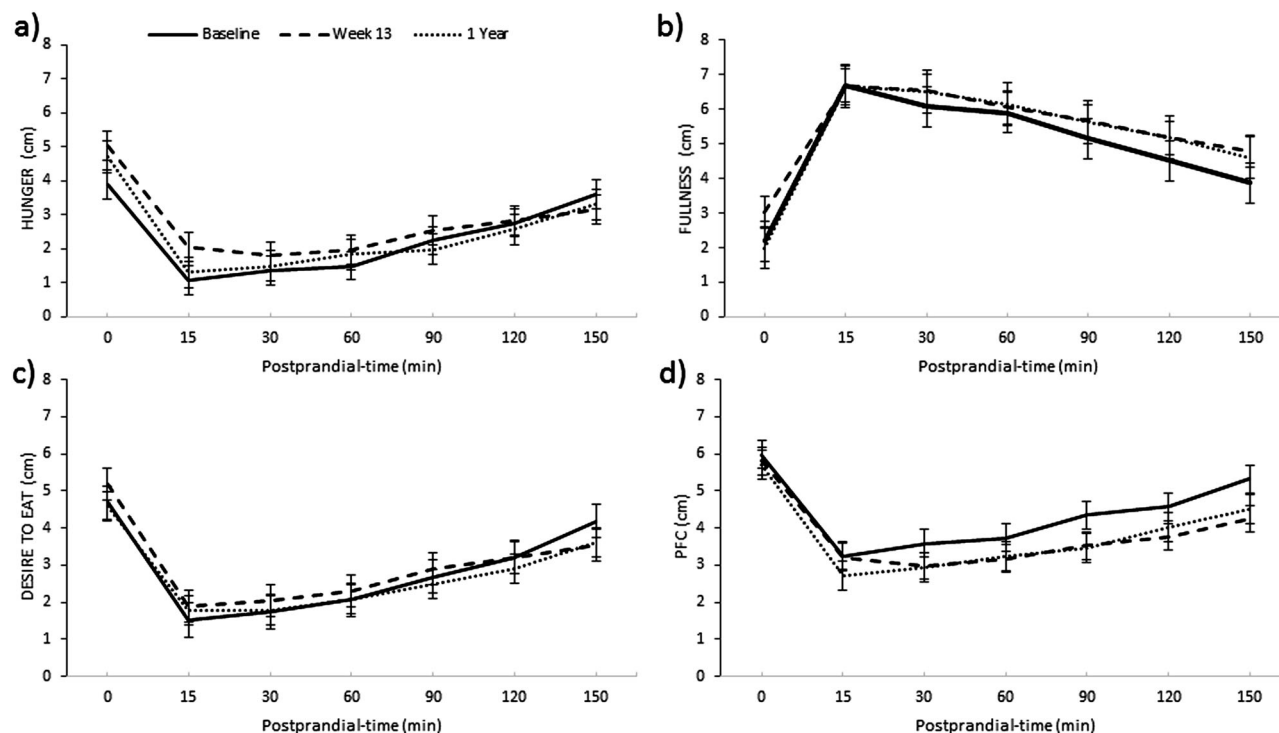 a)
Baseline
Week 13
1 Year
8
7
6
5
4
3
2
1
0
HUNGER (cm)
0 15 30 60 90 120 150
Postprandial-time (min)
b)
8
7
6
5
4
3
2
1
0
FULLNESS (cm)
0 15 30 60 90 120 150
Postprandial-time (min)
c)
8
7
6
5
4
3
2
1
0
DESIRE TO EAT (cm)
0 15 30 60 90 120 150
Postprandial-time (min)
d)
8
7
6
5
4
3
2
1
0
PFC (cm)
0 15 30 60 90 120 150
Postprandial-time (min)